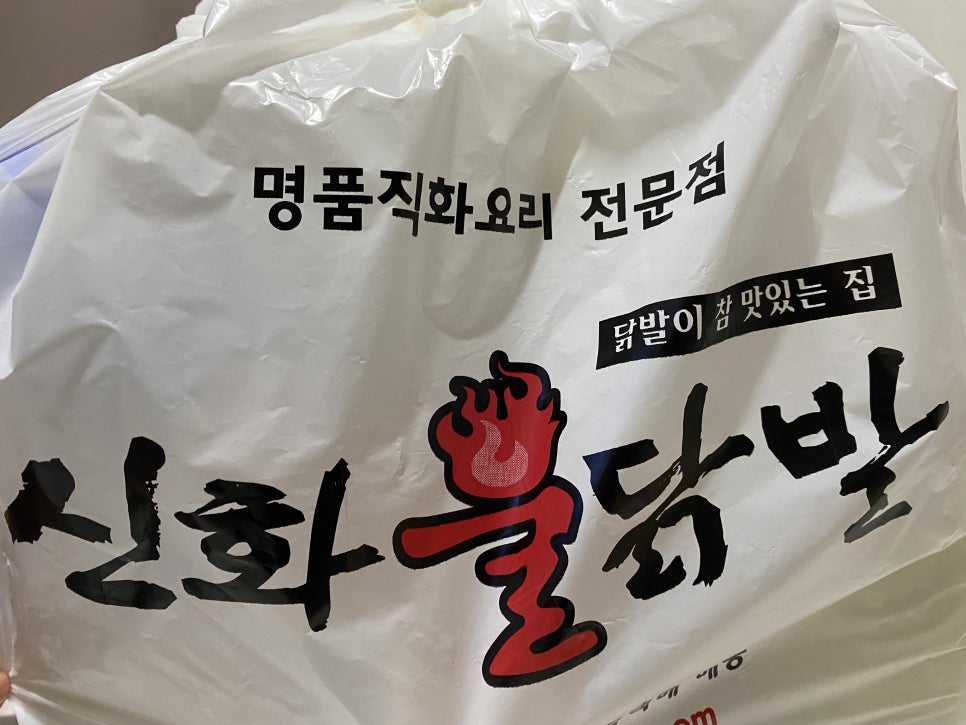 명품직화요리 전문점
닭발이 참 맛있는 집
신화불닭발